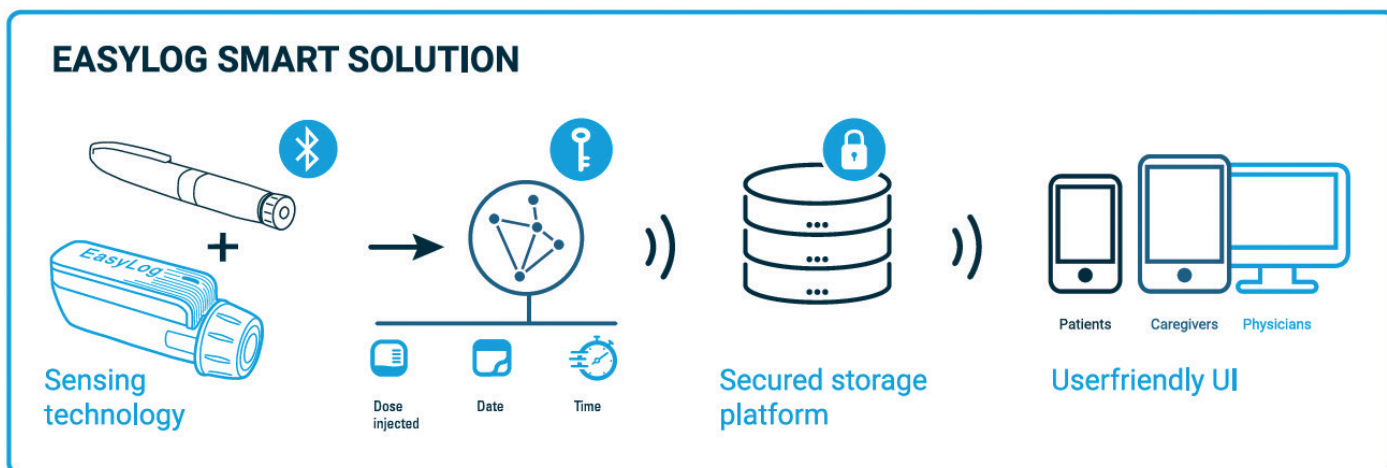 EASYLOG SMART SOLUTION
EasyLog
Sensing
technology
Dose
injected
Date
Time
Secured storage
platform
Patients
Caregivers
Physicians
Userfriendly UI